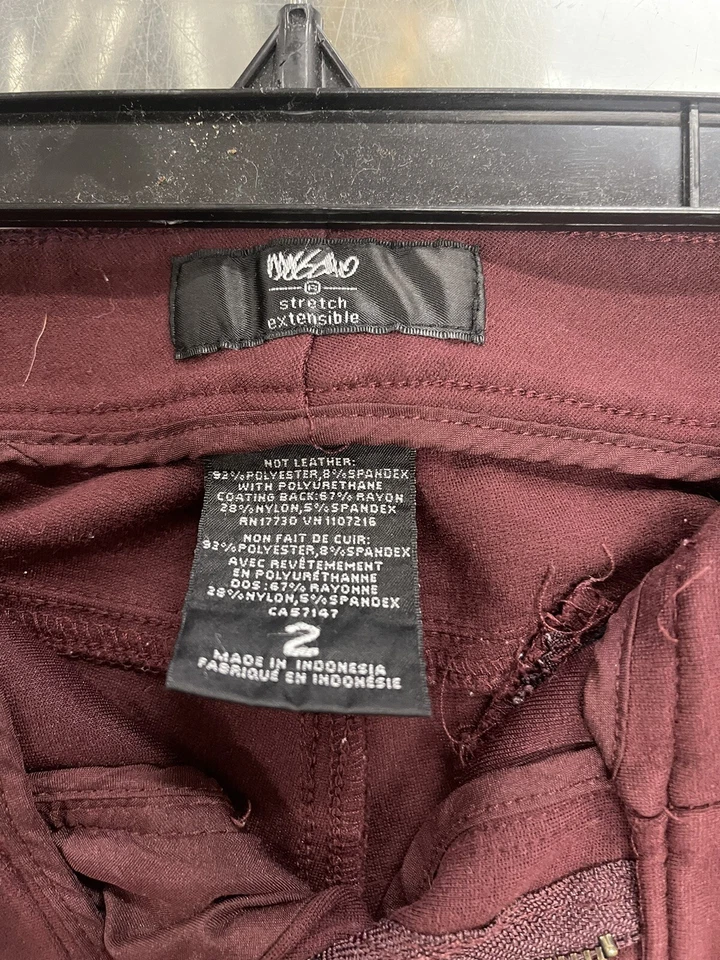 mossimo
®
stretch
extensible
NOT LEATHER:
92%POLYESTER,8%SPANDEX
WITH POLYURETHANE
COATING BACK:67% RAYON
28%NYLON,5%SPANDEX
RN17730 VN1107216
NON FAIT DE CUIR:
92%POLYESTER,8%SPANDEX
AVEC REVÊTEMEMENT
EN POLYURÉTHANNE
DOS:67%RAYONNE
28%NYLON,5%SPANDEX
CA57147
2
MADE IN INDONESIA
FABRIQUÉ EN INDONÉSIE